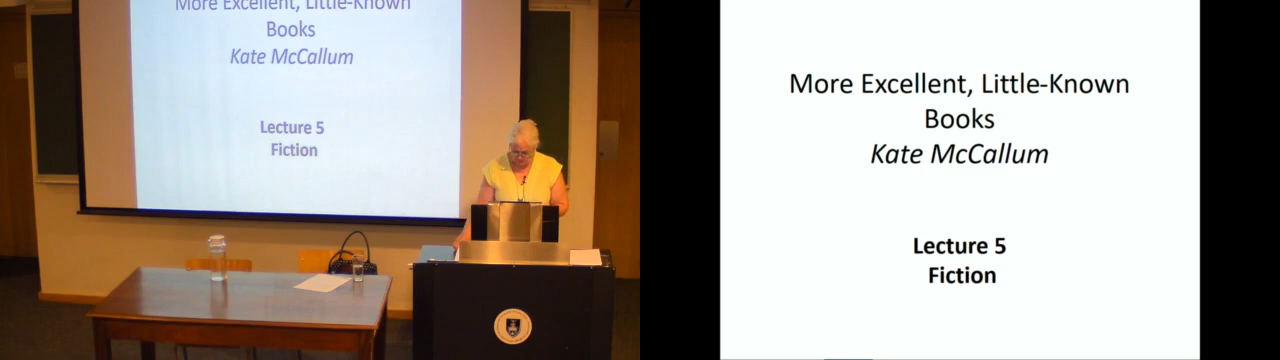 More Excellent, Little-Known
Books
Kate McCallum
Lecture 5
Fiction
More Excellent, Little-Known
Books
Kate McCallum
Lecture 5
Fiction